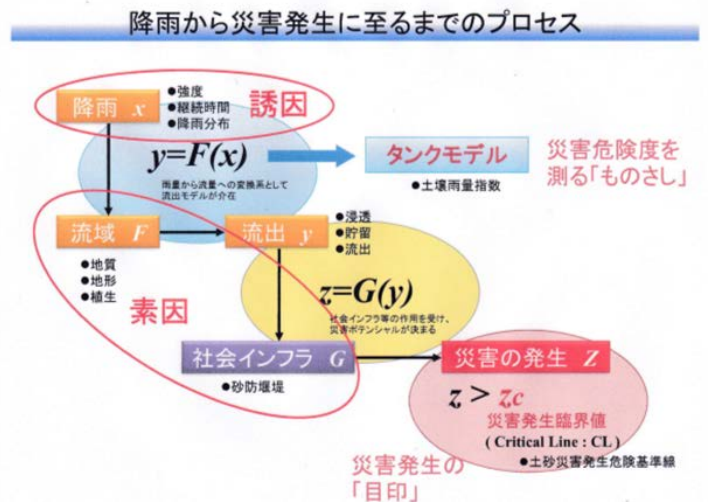 降雨から災害発生に至るまでのプロセス
降雨 x
●強度
●継続時間
●降雨分布
誘因
y=F(x)
雨量から流量への変換系として
流出モデルが介在
タンクモデル
●土壌雨量指数
災害危険度を
測る「ものさし」
流域 F
●地質
●地形
●植生
素因
流出 y
●浸透
●貯留
●流出
z=G(y)
社会インフラ等の作用を受け、
災害ポテンシャルが決まる
社会インフラ G
●砂防堰堤
災害の発生 Z
z > zc
災害発生臨界値
( Critical Line : CL )
●土砂災害発生危険基準線
災害発生の
「目印」